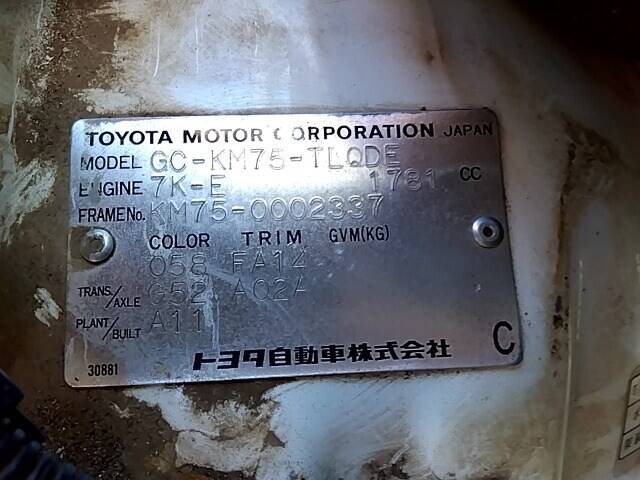 TOYOTA MOTOR CORPORATION JAPAN
MODEL GC-KM75-TLQDE
ENGINE 7K-E 1781 CC
FRAME No. KM75-0002337
COLOR TRIM GVM(KG)
058 FA14
TRANS./AXLE G52 A02A
PLANT/BUILT A11
トヨタ自動車株式会社 C
30881